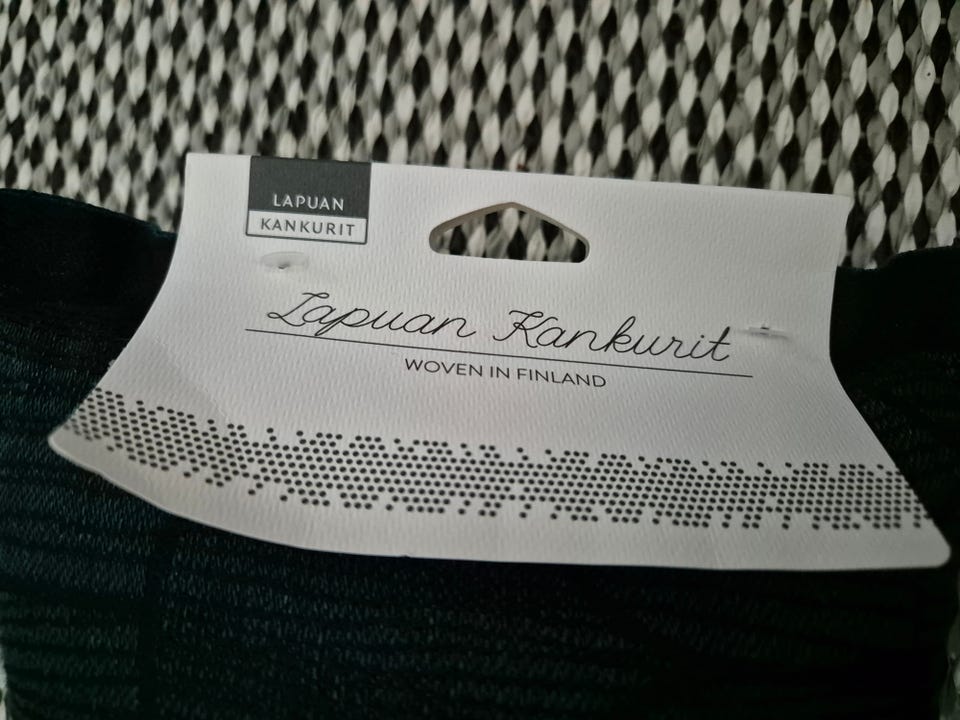 LAPUAN
KANKURIT
Lapuan Kankurit
WOVEN IN FINLAND